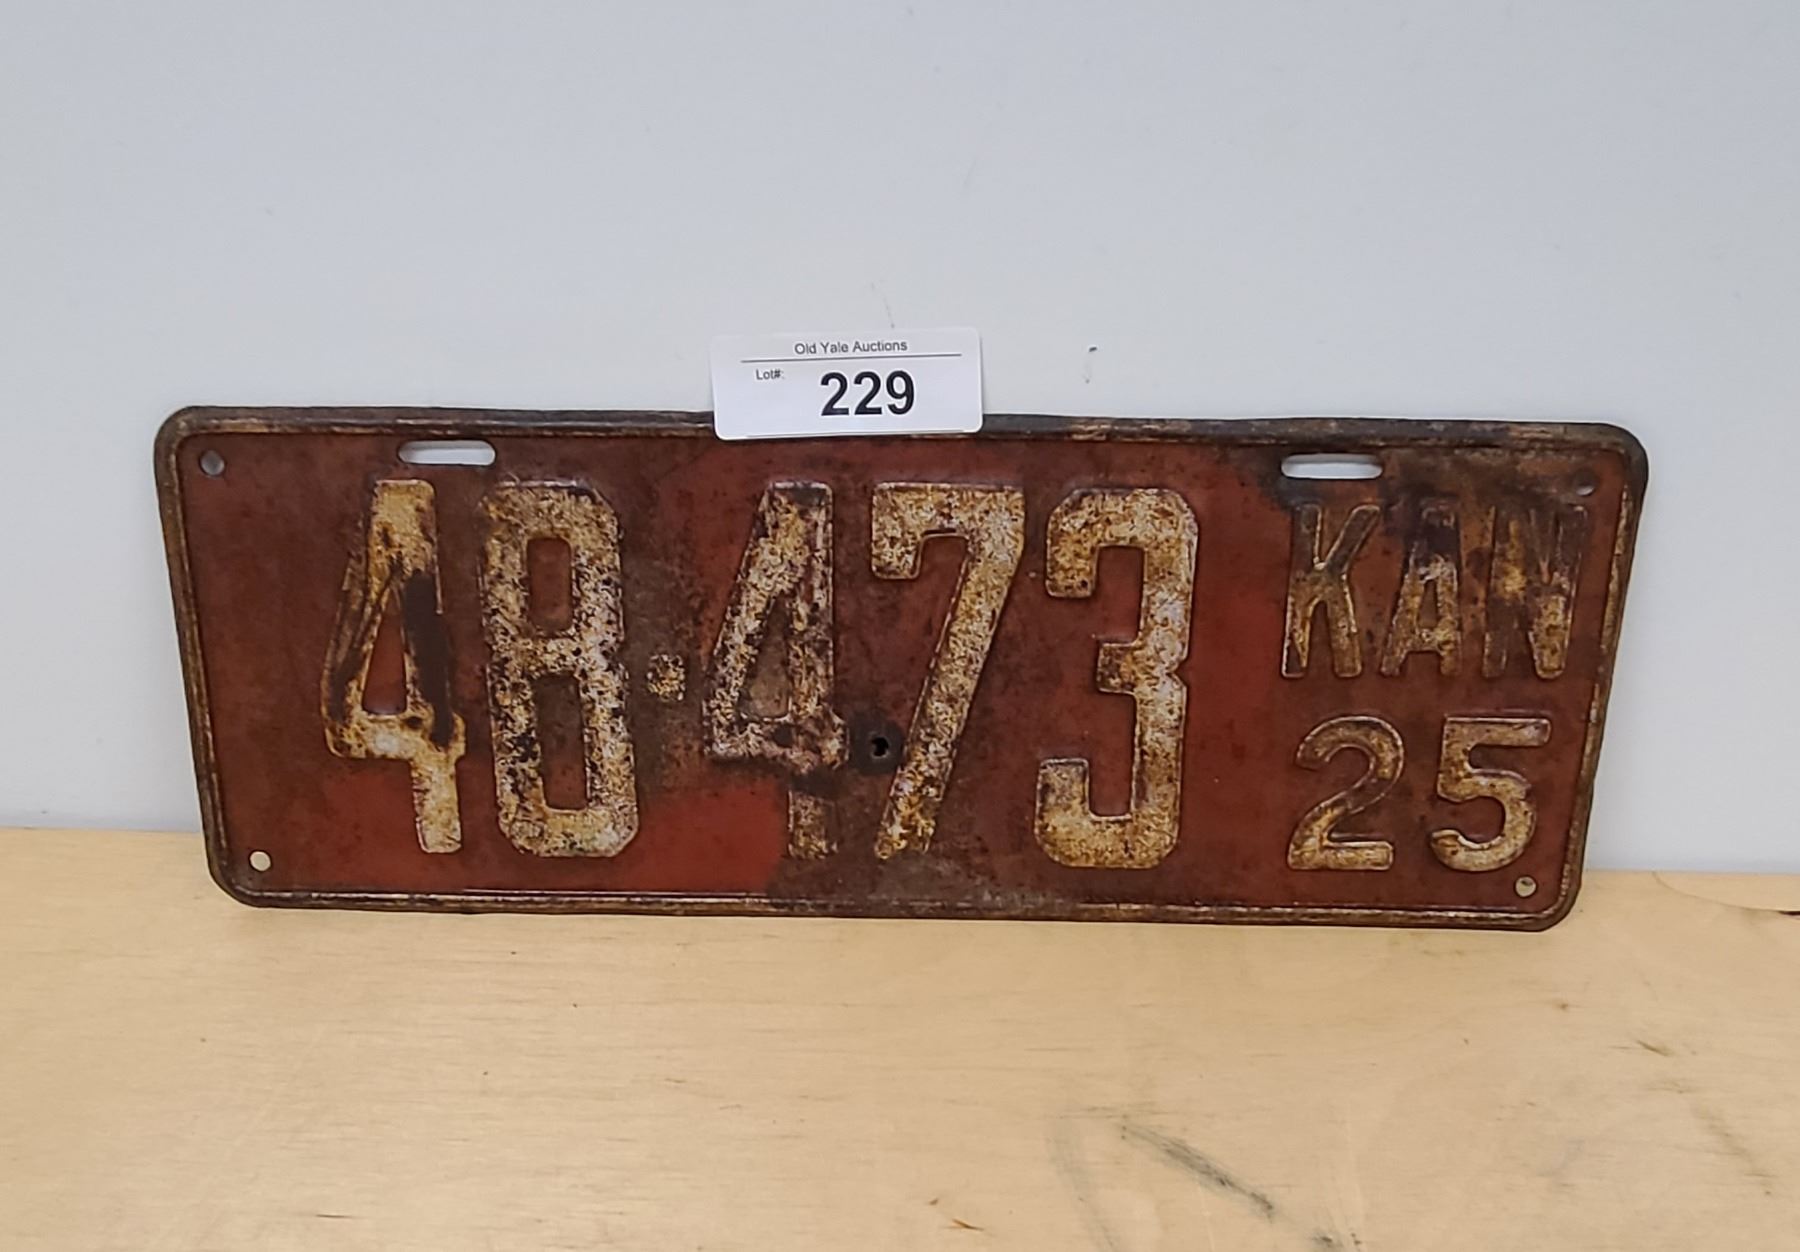 Old Yale Auctions
Lot#: 229
48·473
KAN
25